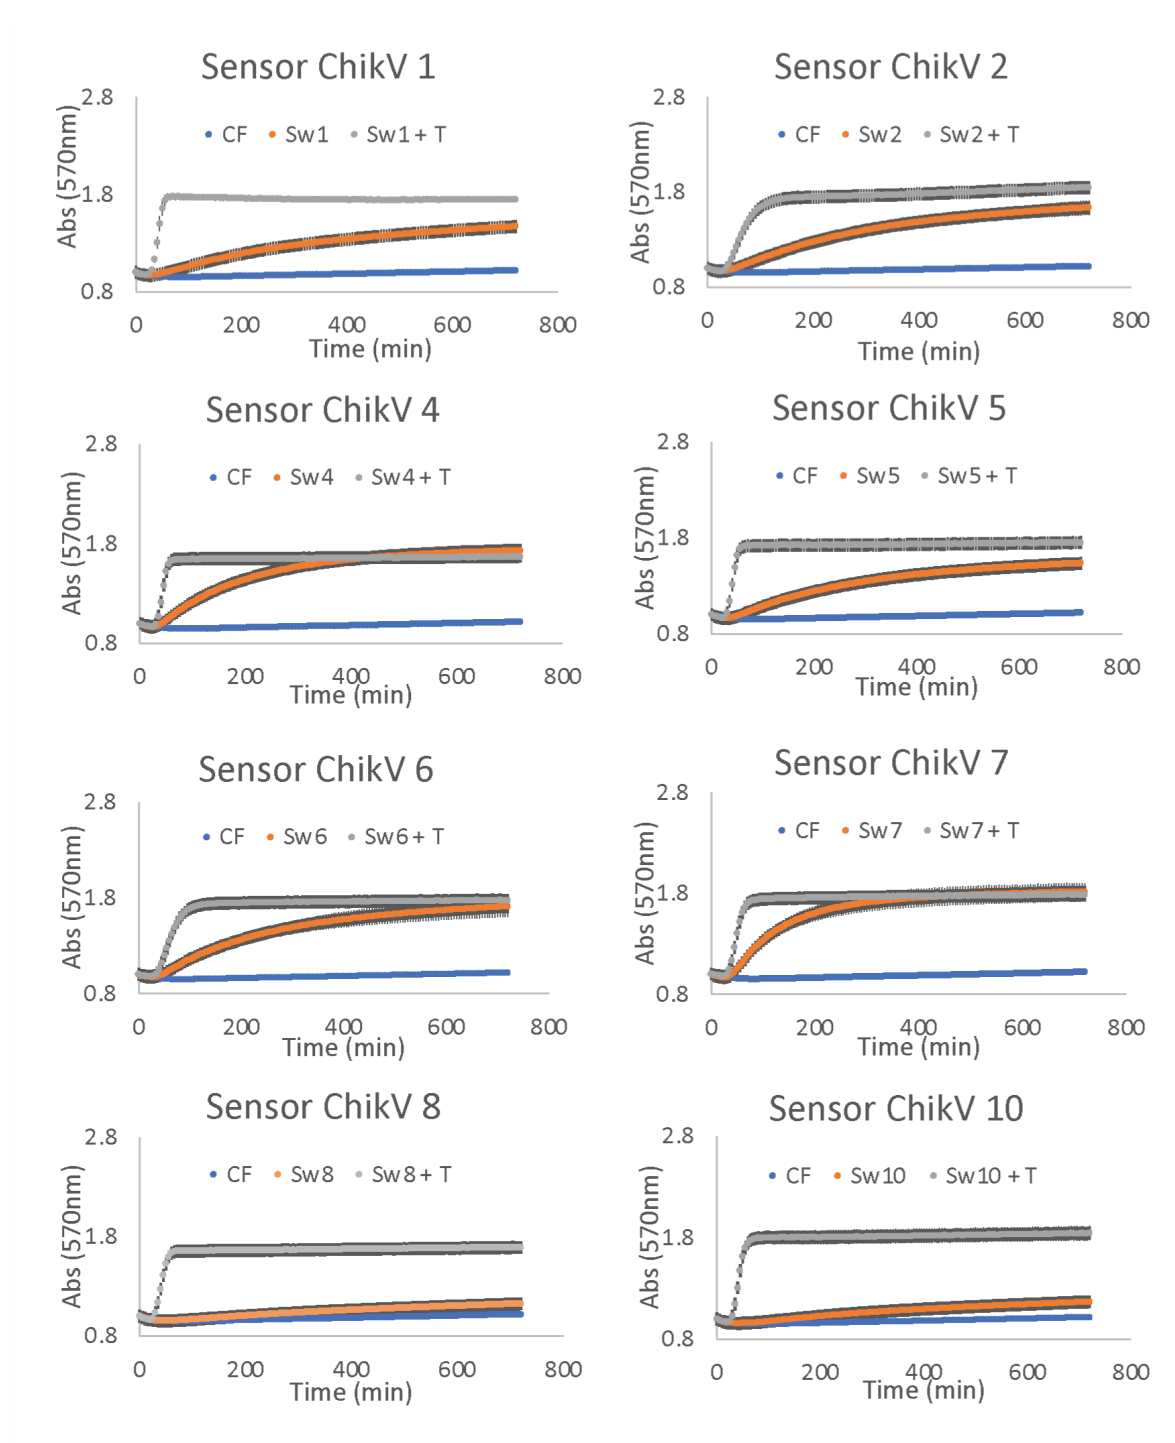 Sensor ChikV 1
2.8
CF Sw1 Sw1 + T
1.8
0.8
Abs (570nm)
0 200 400 600 800
Time (min)
Sensor ChikV 2
2.8
CF Sw2 Sw2 + T
1.8
0.8
Abs (570nm)
0 200 400 600 800
Time (min)
Sensor ChikV 4
2.8
CF Sw4 Sw4 + T
1.8
0.8
Abs (570nm)
0 200 400 600 800
Time (min)
Sensor ChikV 5
2.8
CF Sw5 Sw5 + T
1.8
0.8
Abs (570nm)
0 200 400 600 800
Time (min)
Sensor ChikV 6
2.8
CF Sw6 Sw6 + T
1.8
0.8
Abs (570nm)
0 200 400 600 800
Time (min)
Sensor ChikV 7
2.8
CF Sw7 Sw7 + T
1.8
0.8
Abs (570nm)
0 200 400 600 800
Time (min)
Sensor ChikV 8
2.8
CF Sw8 Sw8 + T
1.8
0.8
Abs (570nm)
0 200 400 600 800
Time (min)
Sensor ChikV 10
2.8
CF Sw10 Sw10 + T
1.8
0.8
Abs (570nm)
0 200 400 600 800
Time (min)